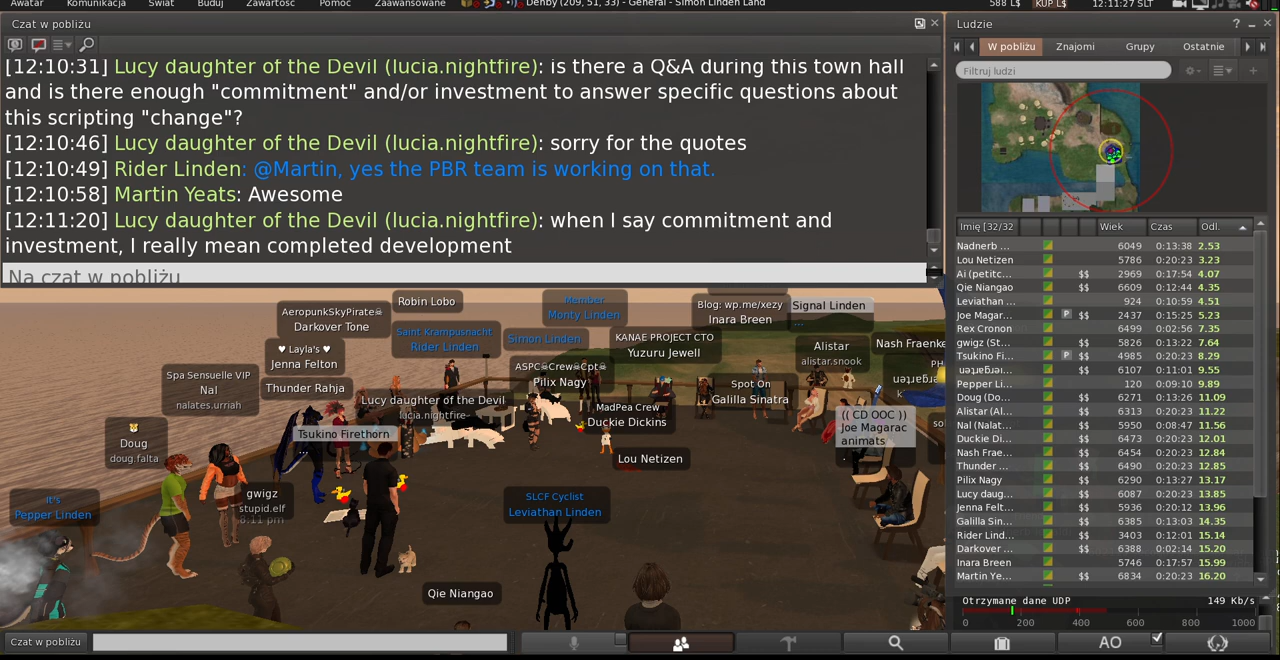 Awatar Komunikacja Świat Buduj Zawartość Pomoc Zaawansowane Denby (209, 51, 33) - General - Simon Linden Land 588 L$ KUP L$ 12:11:27 SLT
Czat w pobliżu
[12:10:31] Lucy daughter of the Devil (lucia.nightfire): is there a Q&A during this town hall
and is there enough "commitment" and/or investment to answer specific questions about
this scripting "change"?
[12:10:46] Lucy daughter of the Devil (lucia.nightfire): sorry for the quotes
[12:10:49] Rider Linden: @Martin, yes the PBR team is working on that.
[12:10:58] Martin Yeats: Awesome
[12:11:20] Lucy daughter of the Devil (lucia.nightfire): when I say commitment and
investment, I really mean completed development
Na czat w pobliżu
Robin Lobo
AeropunkSkyPirate☠
Darkover Tone
Member
Monty Linden
Blog: wp.me/xezy
Inara Breen
Signal Linden
...
Saint Krampusnacht
Rider Linden
Simon Linden
KANAE PROJECT CTO
Yuzuru Jewell
♥ Layla's ♥
Jenna Felton
Alistar
alistar.snook
Nash Fraenke
Spa Sensuelle VIP
Nal
nalates.urriah
Thunder Rahja
ASPC☠Crew☠Cpt☠
Pilix Nagy
Spot On
Galilla Sinatra
Lucy daughter of the Devil
lucia.nightfire
MadPea Crew
Duckie Dickins
(( CD OOC ))
Joe Magarac
animats
.
Tsukino Firethorn
...
Doug
doug.falta
Lou Netizen
gwigz
stupid.elf
8:11 pm
It's
Pepper Linden
SLCF Cyclist
Leviathan Linden
Qie Niangao
Czat w pobliżu
AO
Ludzie
? _ ×
W pobliżu Znajomi Grupy Ostatnie
Filtruj ludzi
Imię [32/32 Wiek Czas Odl.
Nadnerb ... 6049 0:13:38 2.53
Lou Netizen 5786 0:20:23 3.23
Ai (petitc... $$ 2969 0:17:54 4.07
Qie Niangao $$ 6609 0:12:44 4.35
Leviathan ... 924 0:10:59 4.51
Joe Magar... P $$ 2437 0:15:25 5.23
Rex Cronon 6499 0:02:56 7.35
gwigz (St... $$ 5826 0:13:22 7.64
Tsukino Fi... P $$ 4985 0:20:23 8.29
$$ 6107 0:11:01 9.55
Pepper Li... 120 0:09:10 9.89
Doug (Do... $$ 6271 0:13:26 11.09
Alistar (Al... $$ 6313 0:20:23 11.22
Nal (Nalat... $$ 5950 0:08:47 11.56
Duckie Di... $$ 6473 0:20:23 12.01
Nash Frae... $$ 6454 0:20:23 12.84
Thunder ... $$ 6490 0:20:23 12.85
Pilix Nagy $$ 6290 0:13:27 13.17
Lucy daug... $$ 6087 0:20:23 13.85
Jenna Felt... $$ 5936 0:20:12 13.96
Galilla Sin... $$ 6385 0:13:03 14.35
Rider Lind... $$ 3403 0:12:01 15.14
Darkover ... $$ 6388 0:02:14 15.20
Inara Breen 5746 0:17:57 15.99
Martin Ye... $$ 6834 0:20:23 16.20
Otrzymane dane UDP 149 Kb/s
0 200 400 600 800 1000